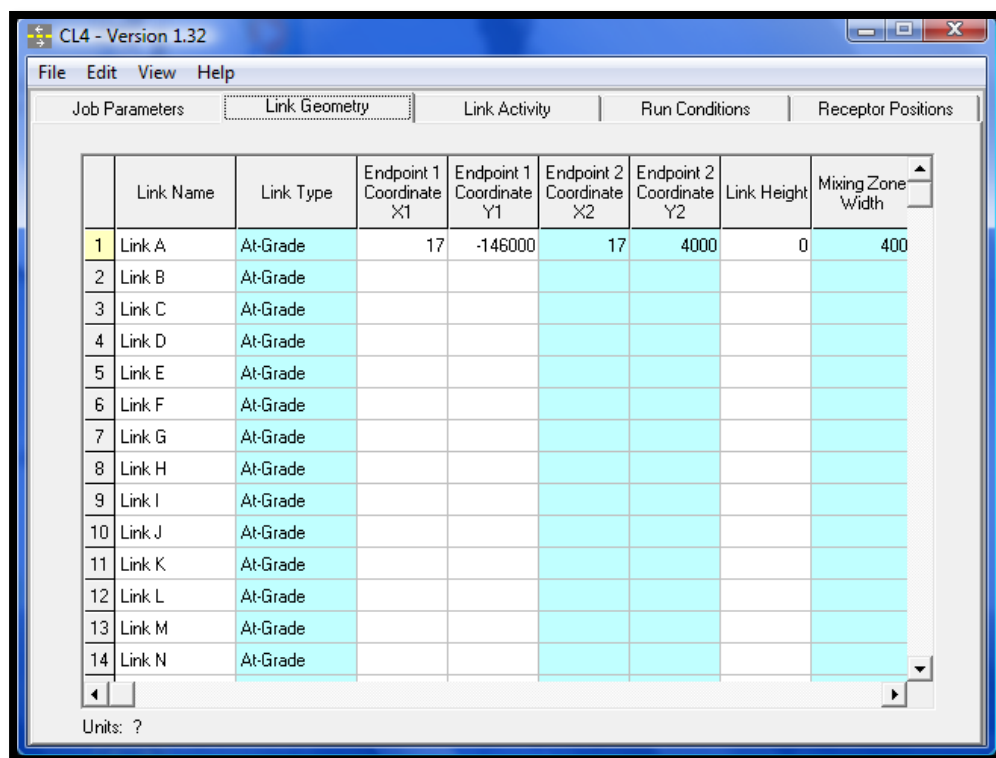 CL4 - Version 1.32
File Edit View Help
Job Parameters Link Geometry Link Activity Run Conditions Receptor Positions
Link Name Link Type Endpoint 1 Coordinate X1 Endpoint 1 Coordinate Y1 Endpoint 2 Coordinate X2 Endpoint 2 Coordinate Y2 Link Height Mixing Zone Width
1 Link A At-Grade 17 -146000 17 4000 0 400
2 Link B At-Grade
3 Link C At-Grade
4 Link D At-Grade
5 Link E At-Grade
6 Link F At-Grade
7 Link G At-Grade
8 Link H At-Grade
9 Link I At-Grade
10 Link J At-Grade
11 Link K At-Grade
12 Link L At-Grade
13 Link M At-Grade
14 Link N At-Grade
Units: ?